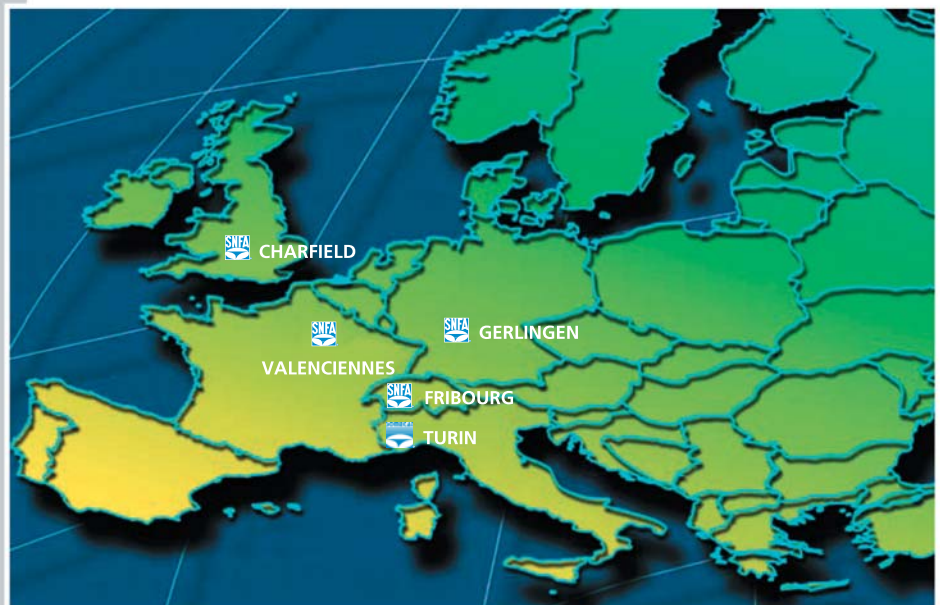 SNFA CHARFIELD
SNFA
VALENCIENNES
SNFA GERLINGEN
SNFA FRIBOURG
TURIN